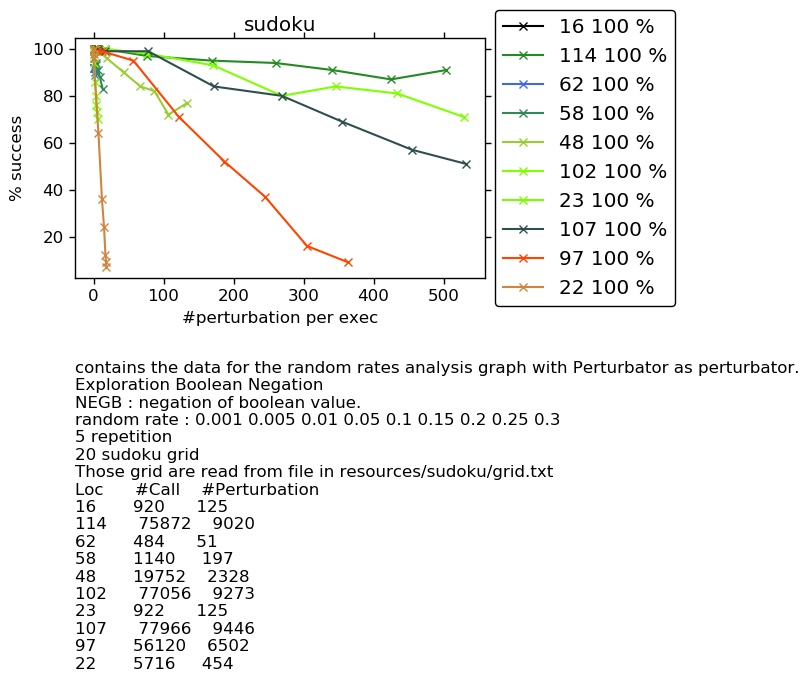 sudoku
100
80
60
40
20
% success
0
100
200
300
400
500
#perturbation per exec
16 100 %
114 100 %
62 100 %
58 100 %
48 100 %
102 100 %
23 100 %
107 100 %
97 100 %
22 100 %
contains the data for the random rates analysis graph with Perturbator as perturbator.
Exploration Boolean Negation
NEGB : negation of boolean value.
random rate : 0.001 0.005 0.01 0.05 0.1 0.15 0.2 0.25 0.3
5 repetition
20 sudoku grid
Those grid are read from file in resources/sudoku/grid.txt
Loc #Call #Perturbation
16 920 125
114 75872 9020
62 484 51
58 1140 197
48 19752 2328
102 77056 9273
23 922 125
107 77966 9446
97 56120 6502
22 5716 454